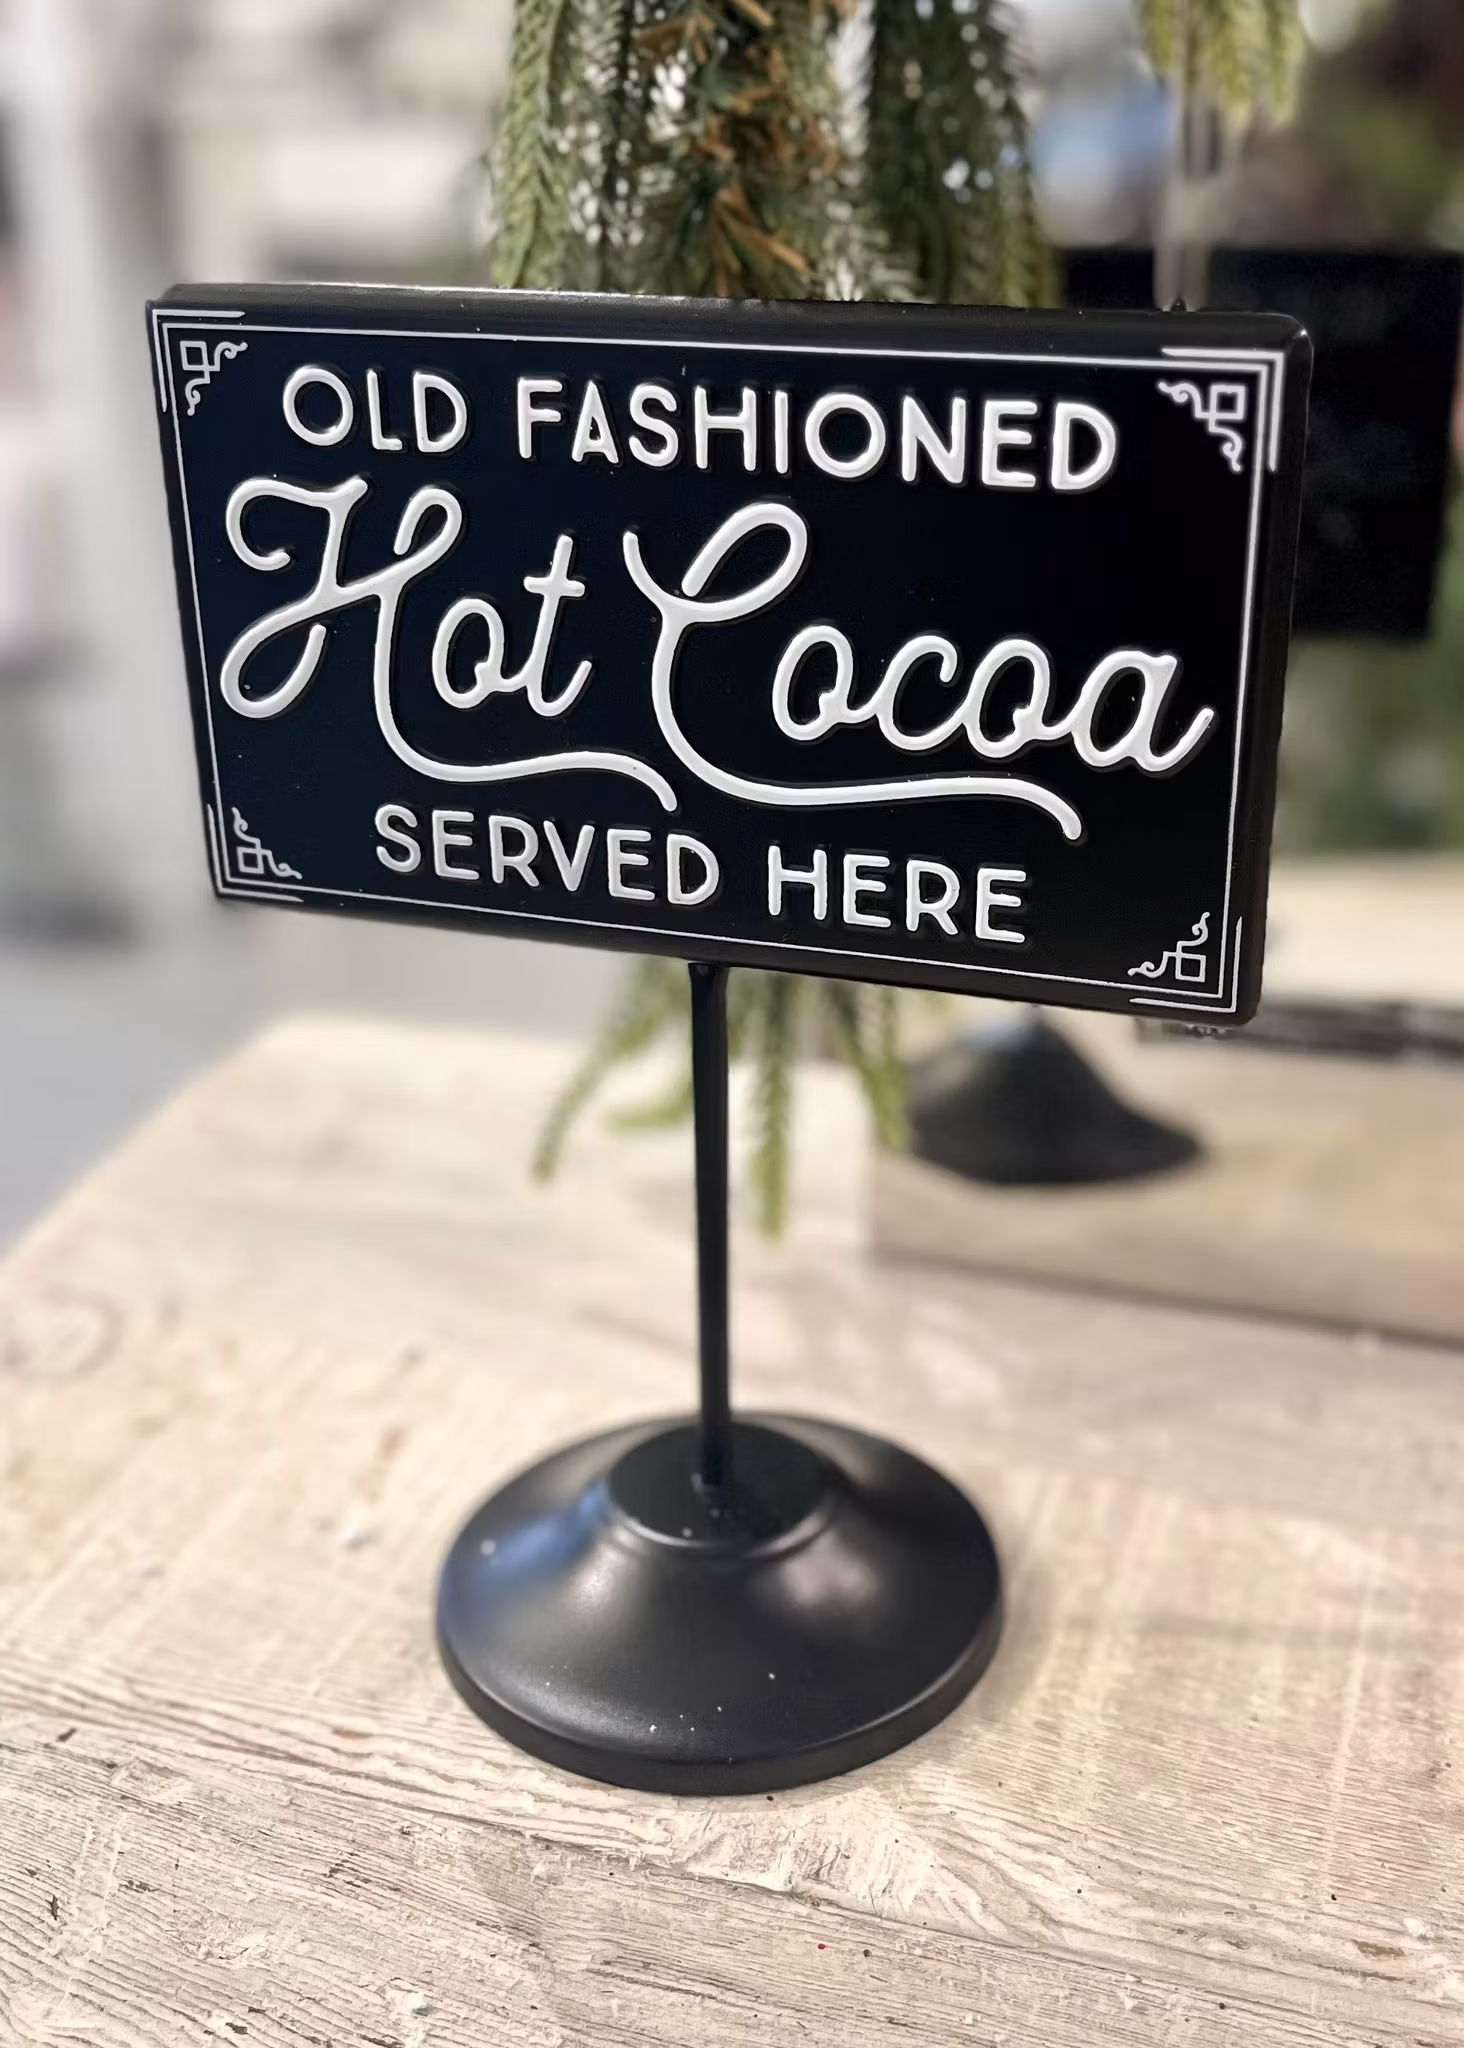 OLD FASHIONED
Hot Cocoa
SERVED HERE